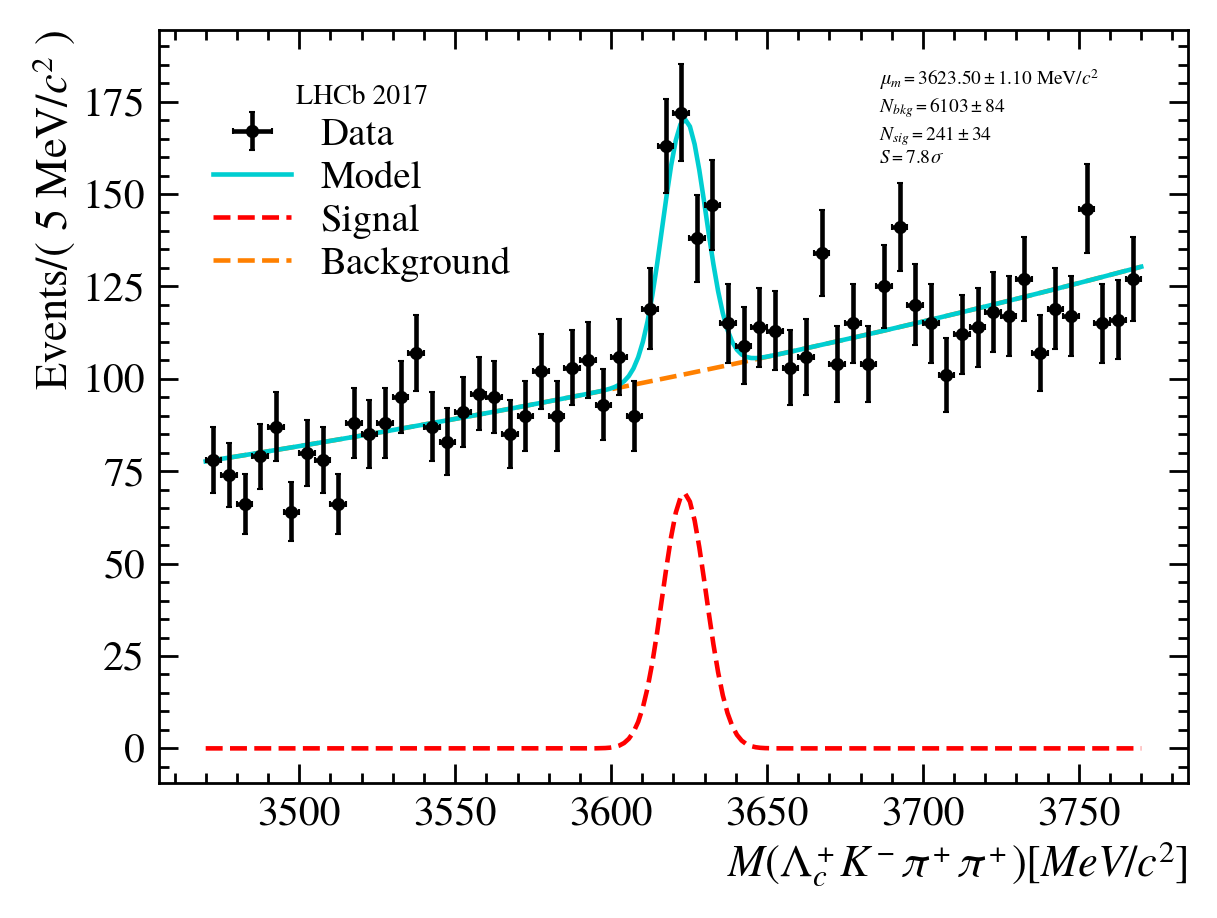 Events/( 5 MeV/c² )
175
150
125
100
75
50
25
0
LHCb 2017
Data
Model
Signal
Background
μₘ = 3623.50 ± 1.10 MeV/c²
N_bkg = 6103 ± 84
N_sig = 241 ± 34
S = 7.8σ
3500 3550 3600 3650 3700 3750
M(Λ_c⁺K⁻π⁺π⁺)[MeV/c²]